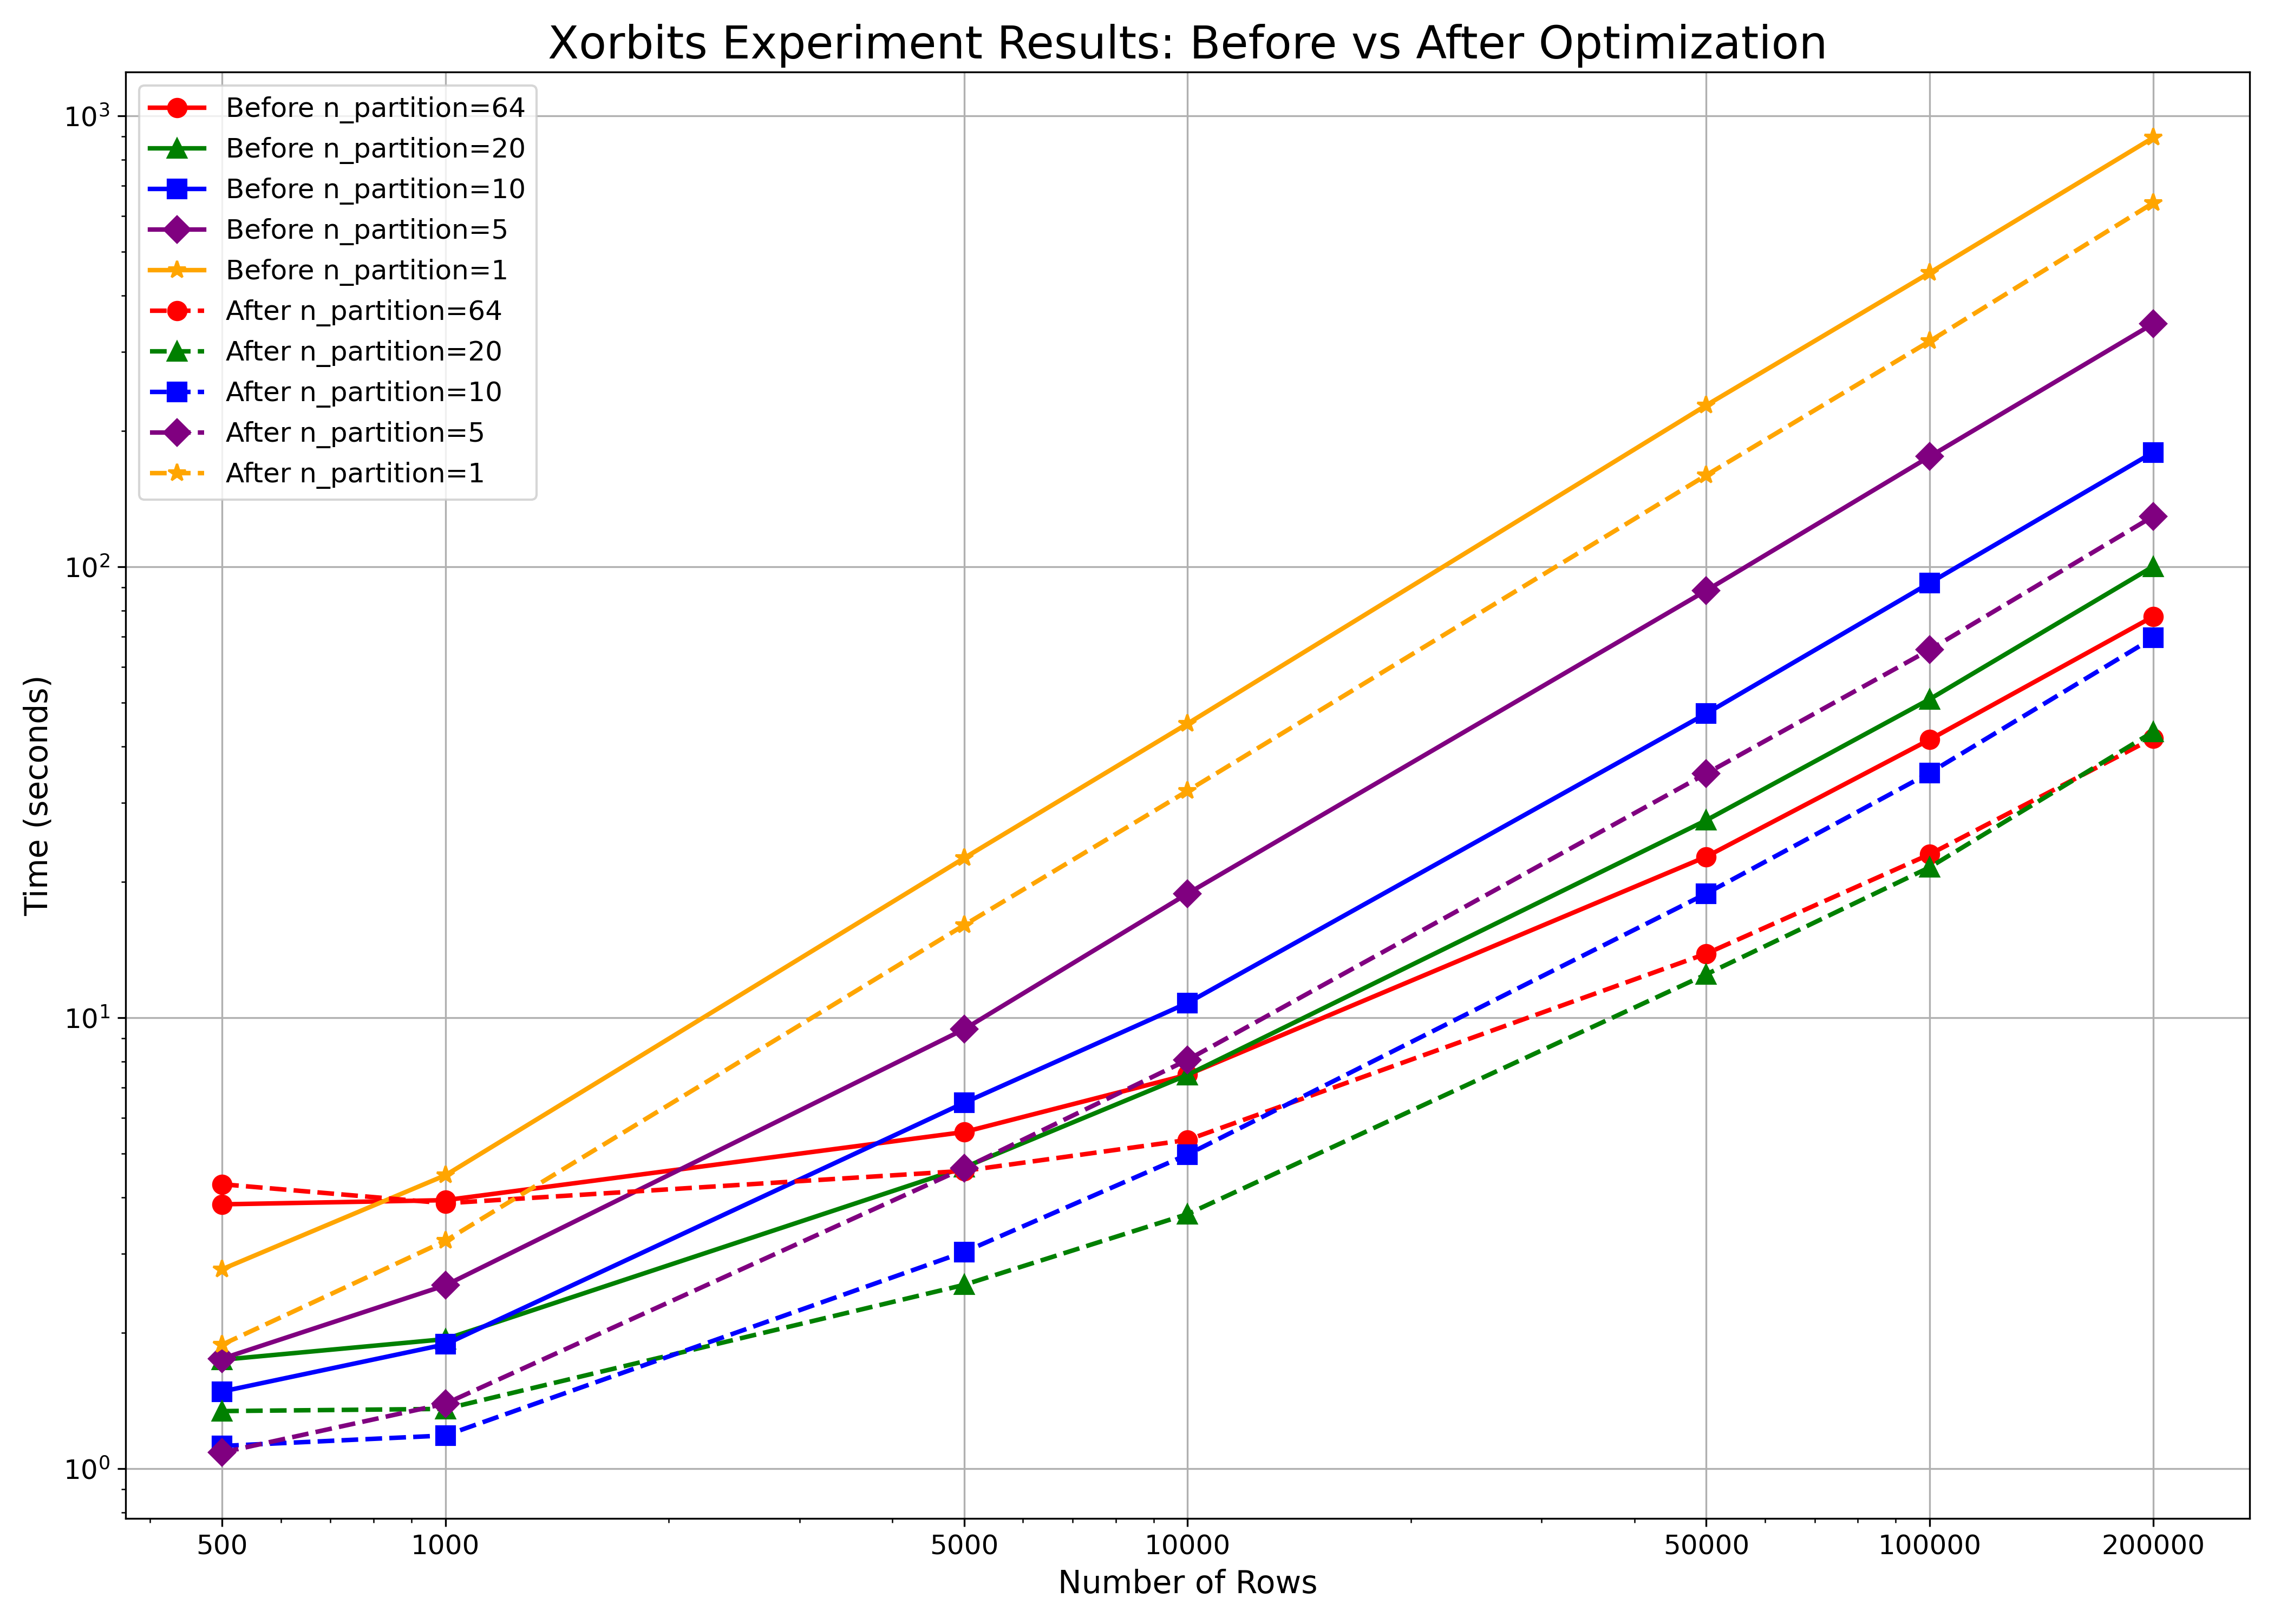 Xorbits Experiment Results: Before vs After Optimization
10³
Before n_partition=64
Before n_partition=20
Before n_partition=10
Before n_partition=5
Before n_partition=1
After n_partition=64
After n_partition=20
After n_partition=10
After n_partition=5
After n_partition=1
10²
Time (seconds)
10¹
10⁰
500 1000 5000 10000 50000 100000 200000
Number of Rows